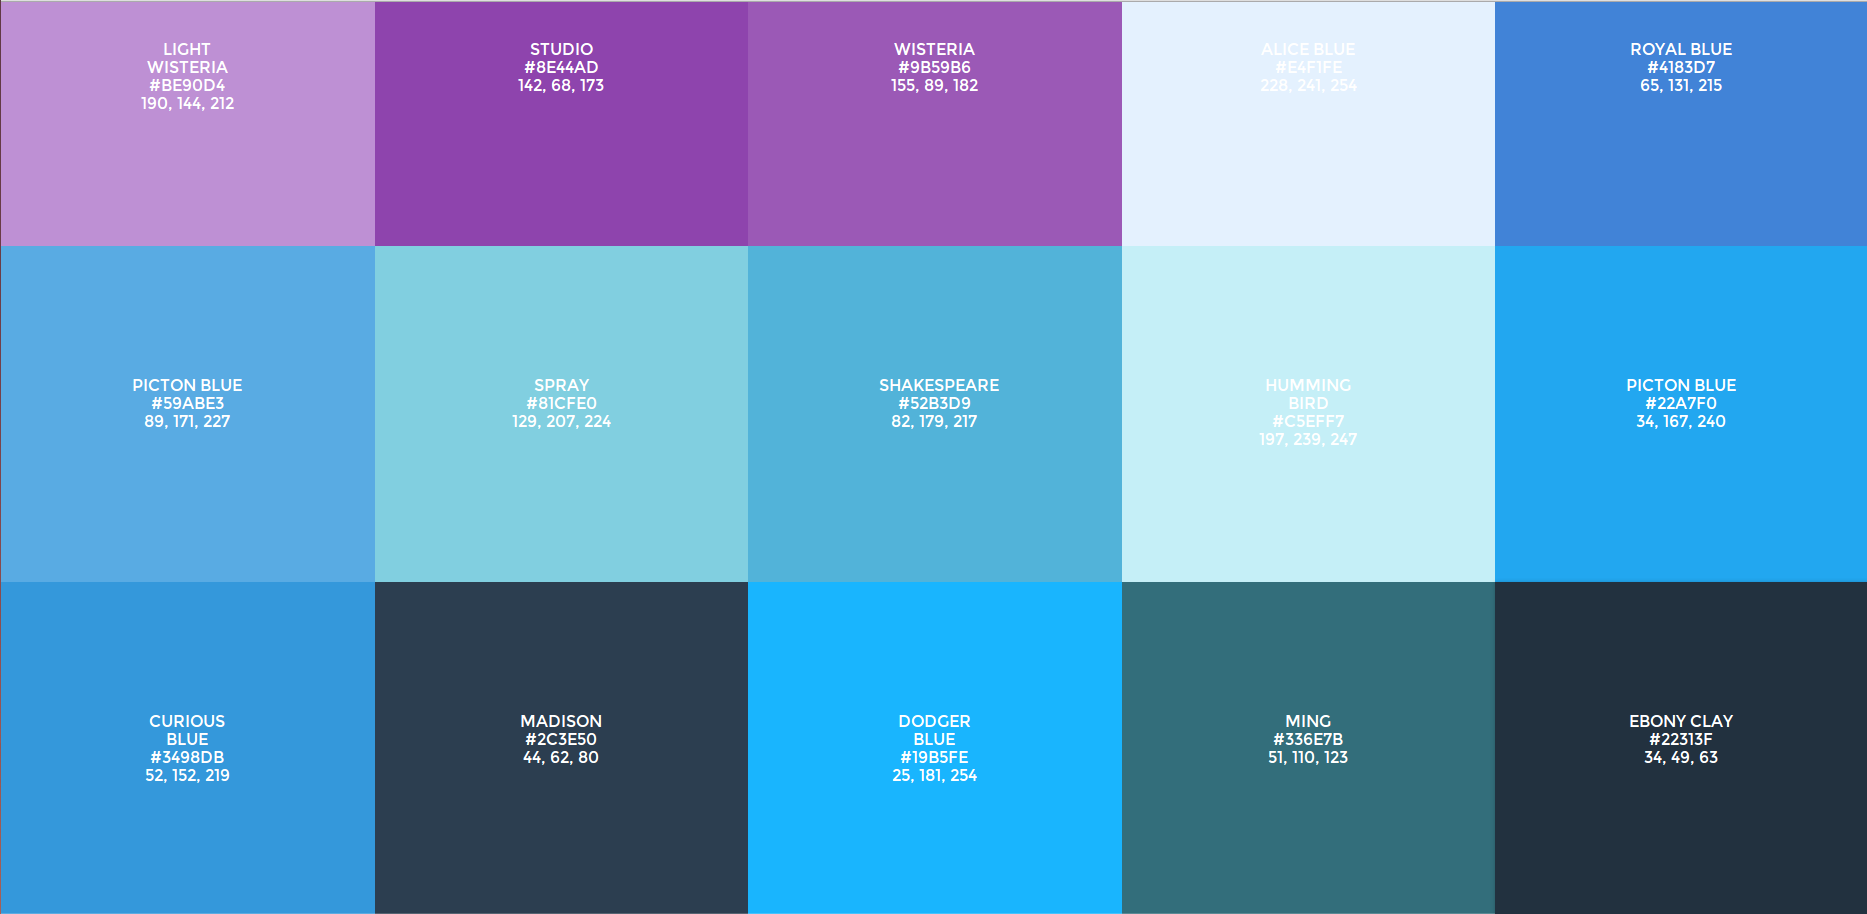 LIGHT
WISTERIA
#BE90D4
190, 144, 212
STUDIO
#8E44AD
142, 68, 173
WISTERIA
#9B59B6
155, 89, 182
ALICE BLUE
#E4F1FE
228, 241, 254
ROYAL BLUE
#4183D7
65, 131, 215
PICTON BLUE
#59ABE3
89, 171, 227
SPRAY
#81CFE0
129, 207, 224
SHAKESPEARE
#52B3D9
82, 179, 217
HUMMING
BIRD
#C5EFF7
197, 239, 247
PICTON BLUE
#22A7F0
34, 167, 240
CURIOUS
BLUE
#3498DB
52, 152, 219
MADISON
#2C3E50
44, 62, 80
DODGER
BLUE
#19B5FE
25, 181, 254
MING
#336E7B
51, 110, 123
EBONY CLAY
#22313F
34, 49, 63